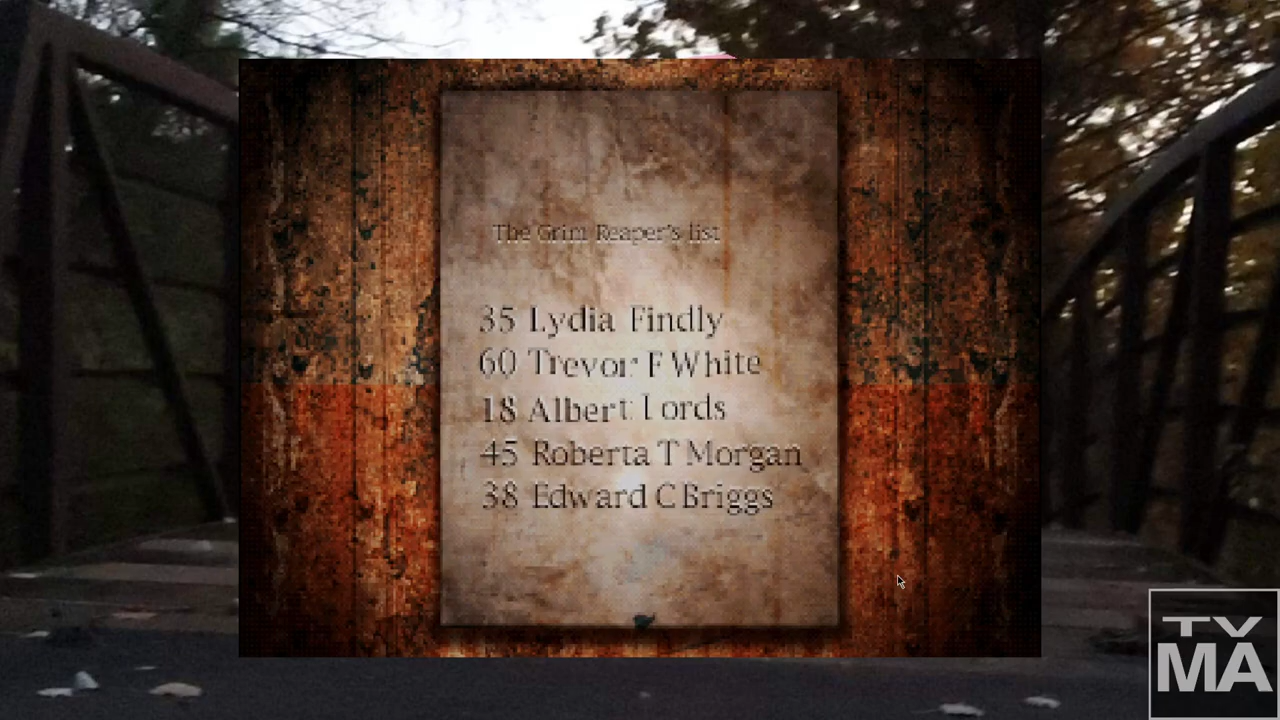 The Grim Reaper's list
35 Lydia Findly
60 Trevor F White
18 Albert Lords
45 Roberta T Morgan
38 Edward C Briggs
TV
MA